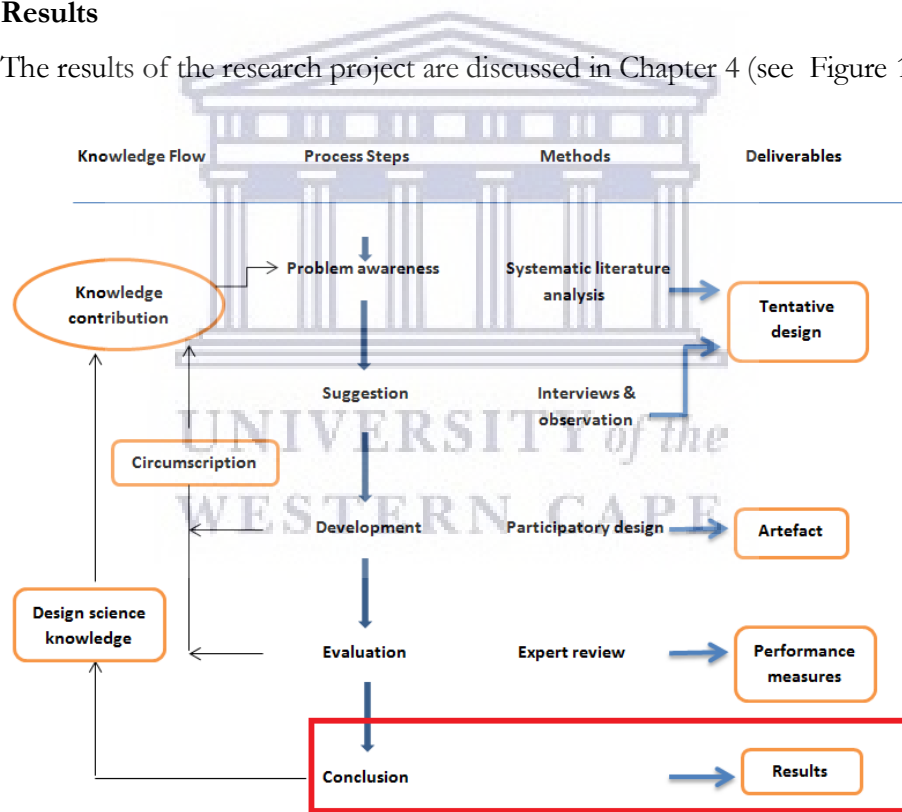 Results
The results of the research project are discussed in Chapter 4 (see Figure 1
Knowledge Flow Process Steps Methods Deliverables
Problem awareness
Systematic literature
analysis
Knowledge
contribution
Tentative
design
Suggestion
Interviews &
observation
UNIVERSITY of the
WESTERN CAPE
Circumscription
Development
Participatory design
Artefact
Design science
knowledge
Evaluation
Expert review
Performance
measures
Conclusion
Results